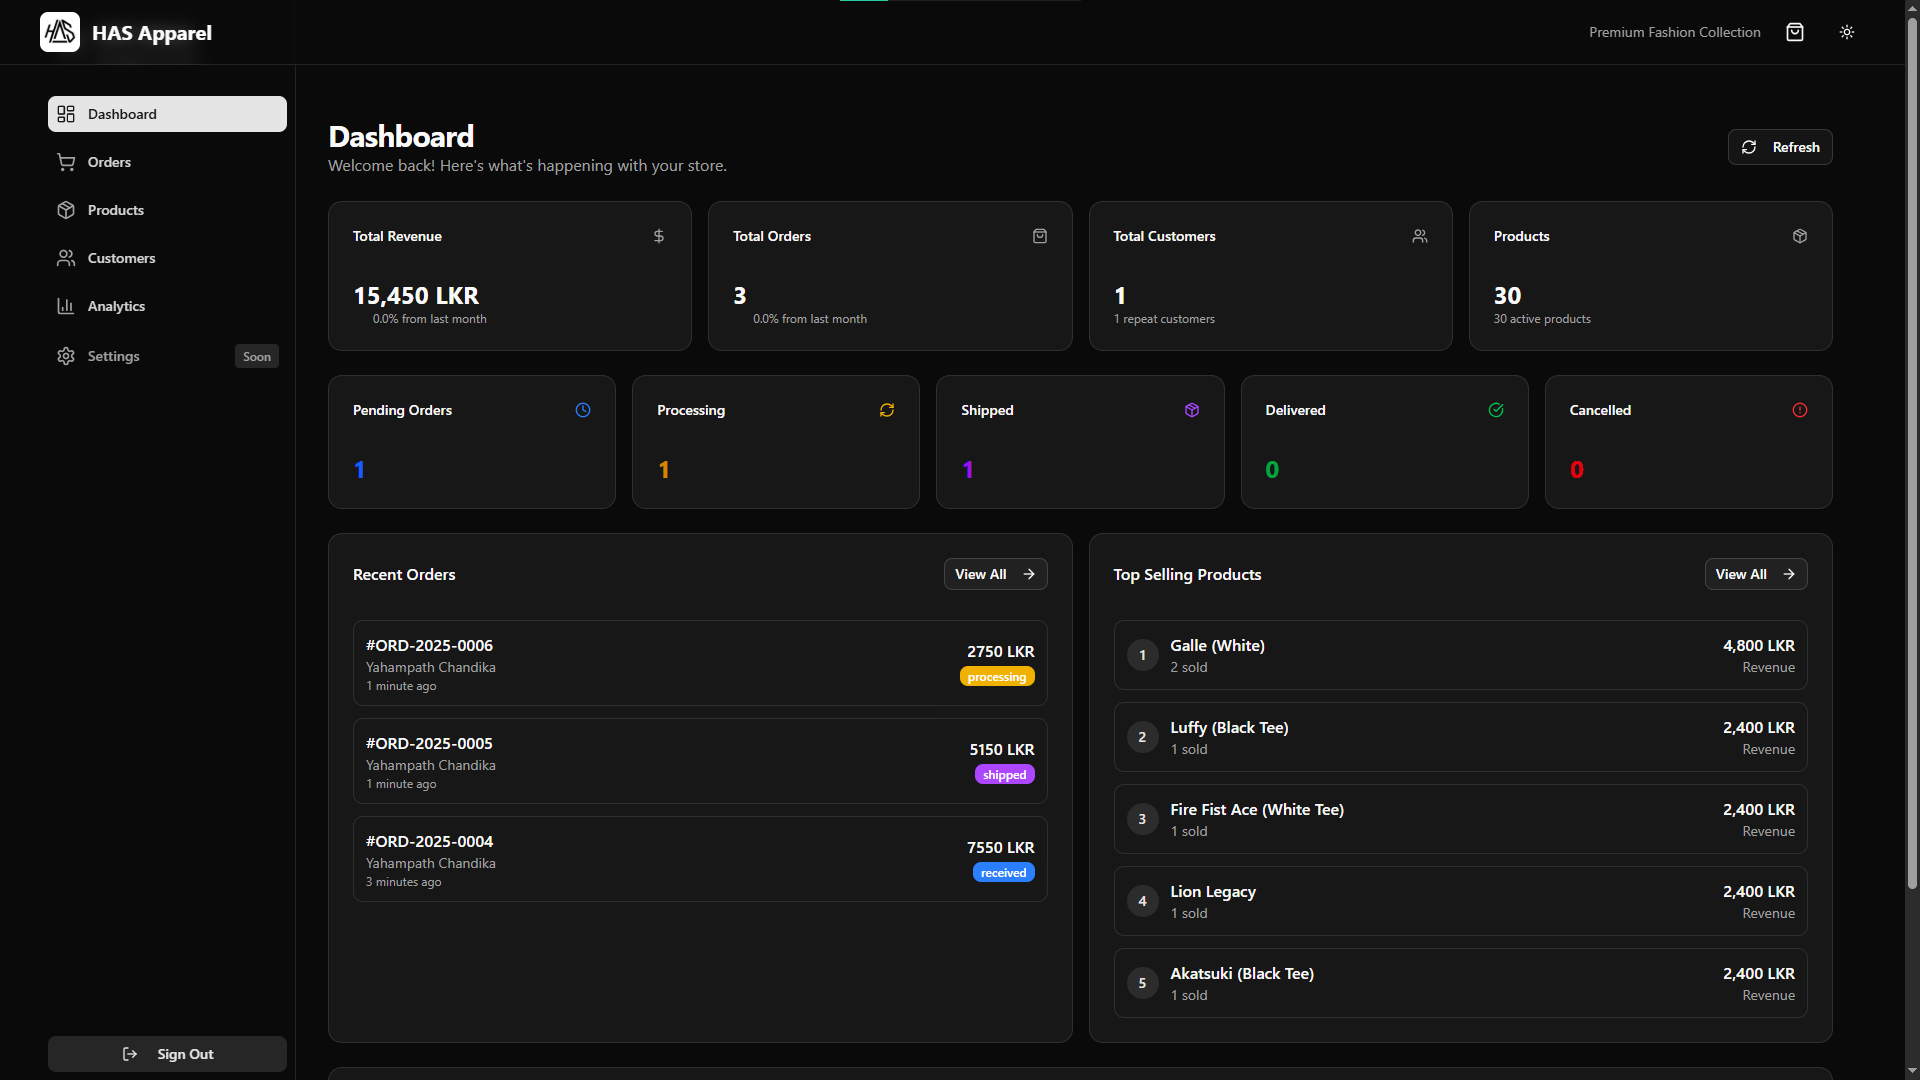 HAS
HAS Apparel
Premium Fashion Collection
Dashboard
Orders
Products
Customers
Analytics
Settings
Soon
Sign Out
Dashboard
Welcome back! Here's what's happening with your store.
Refresh
Total Revenue
$
15,450 LKR
0.0% from last month
Total Orders
3
0.0% from last month
Total Customers
1
1 repeat customers
Products
30
30 active products
Pending Orders
1
Processing
1
Shipped
1
Delivered
0
Cancelled
0
Recent Orders
View All
#ORD-2025-0006
Yahampath Chandika
1 minute ago
2750 LKR
processing
#ORD-2025-0005
Yahampath Chandika
1 minute ago
5150 LKR
shipped
#ORD-2025-0004
Yahampath Chandika
3 minutes ago
7550 LKR
received
Top Selling Products
View All
1
Galle (White)
2 sold
4,800 LKR
Revenue
2
Luffy (Black Tee)
1 sold
2,400 LKR
Revenue
3
Fire Fist Ace (White Tee)
1 sold
2,400 LKR
Revenue
4
Lion Legacy
1 sold
2,400 LKR
Revenue
5
Akatsuki (Black Tee)
1 sold
2,400 LKR
Revenue